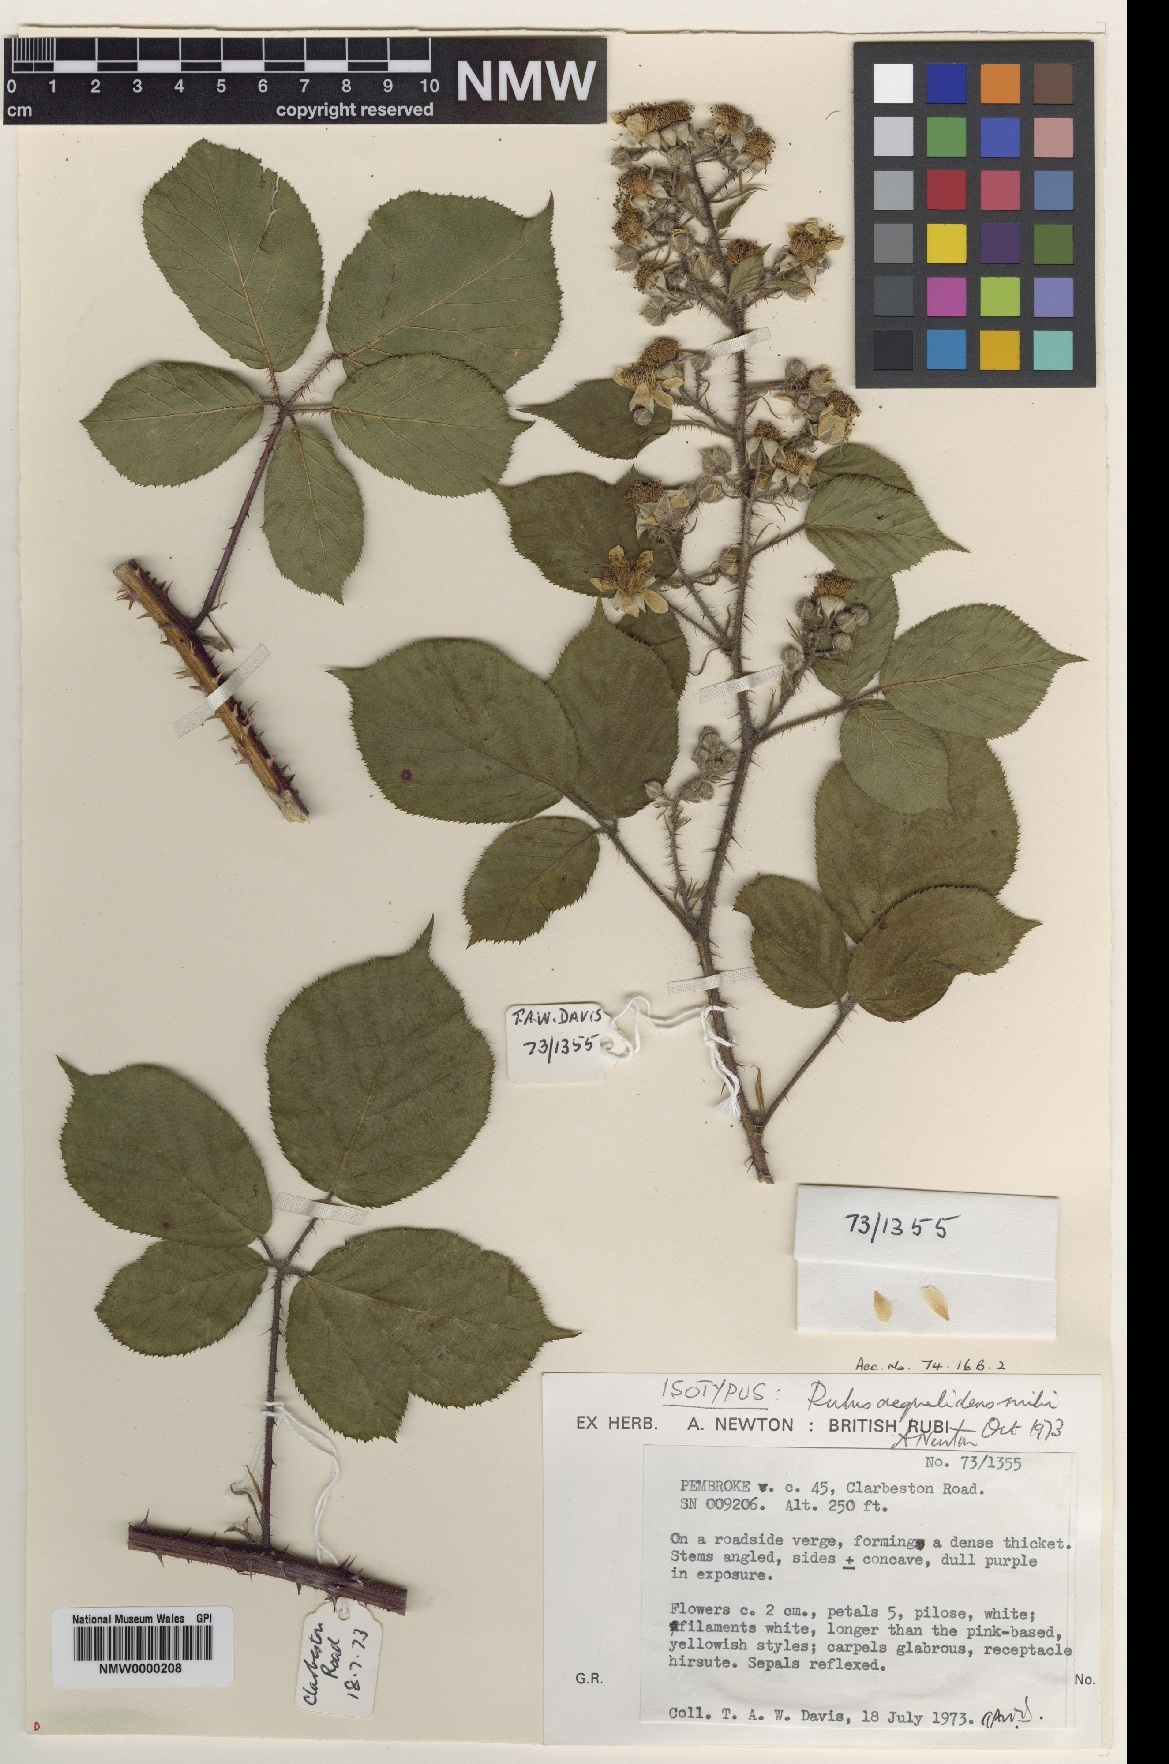 0 1 2 3 4 5 6 7 8 9 10
cm
copyright reserved
NMW
T.A.W. DAVIS
73/1355
73/1355
Acc. No. 74.16B.2
ISOTYPUS: Rubus aequalidens mihi
EX HERB. A. NEWTON : BRITISH RUBI
A Newton Oct 1973
No. 73/1355
PEMBROKE v. c. 45, Clarbeston Road.
SN 009206. Alt. 250 ft.
On a roadside verge, forming a dense thicket.
Stems angled, sides ± concave, dull purple
in exposure.
Flowers c. 2 cm., petals 5, pilose, white;
filaments white, longer than the pink-based,
yellowish styles; carpels glabrous, receptacle
hirsute. Sepals reflexed.
G.R.
No.
Coll. T. A. W. Davis, 18 July 1973.
National Museum Wales GPI
NMW0000208
Clarbeston
Road
18.7.73
D